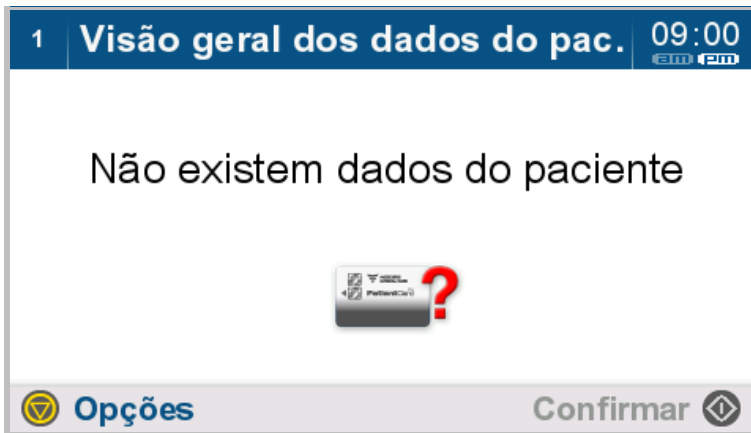 1 Visão geral dos dados do pac. 09:00
am pm
Não existem dados do paciente
PatientCard
Opções Confirmar